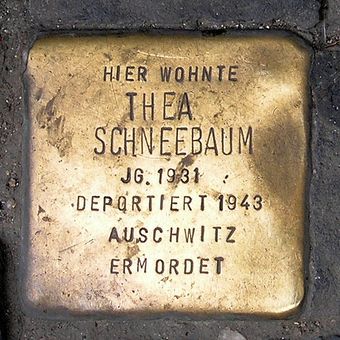 HIER WOHNTE
THEA
SCHNEEBAUM
JG. 1931
DEPORTIERT 1943
AUSCHWITZ
ERMORDET